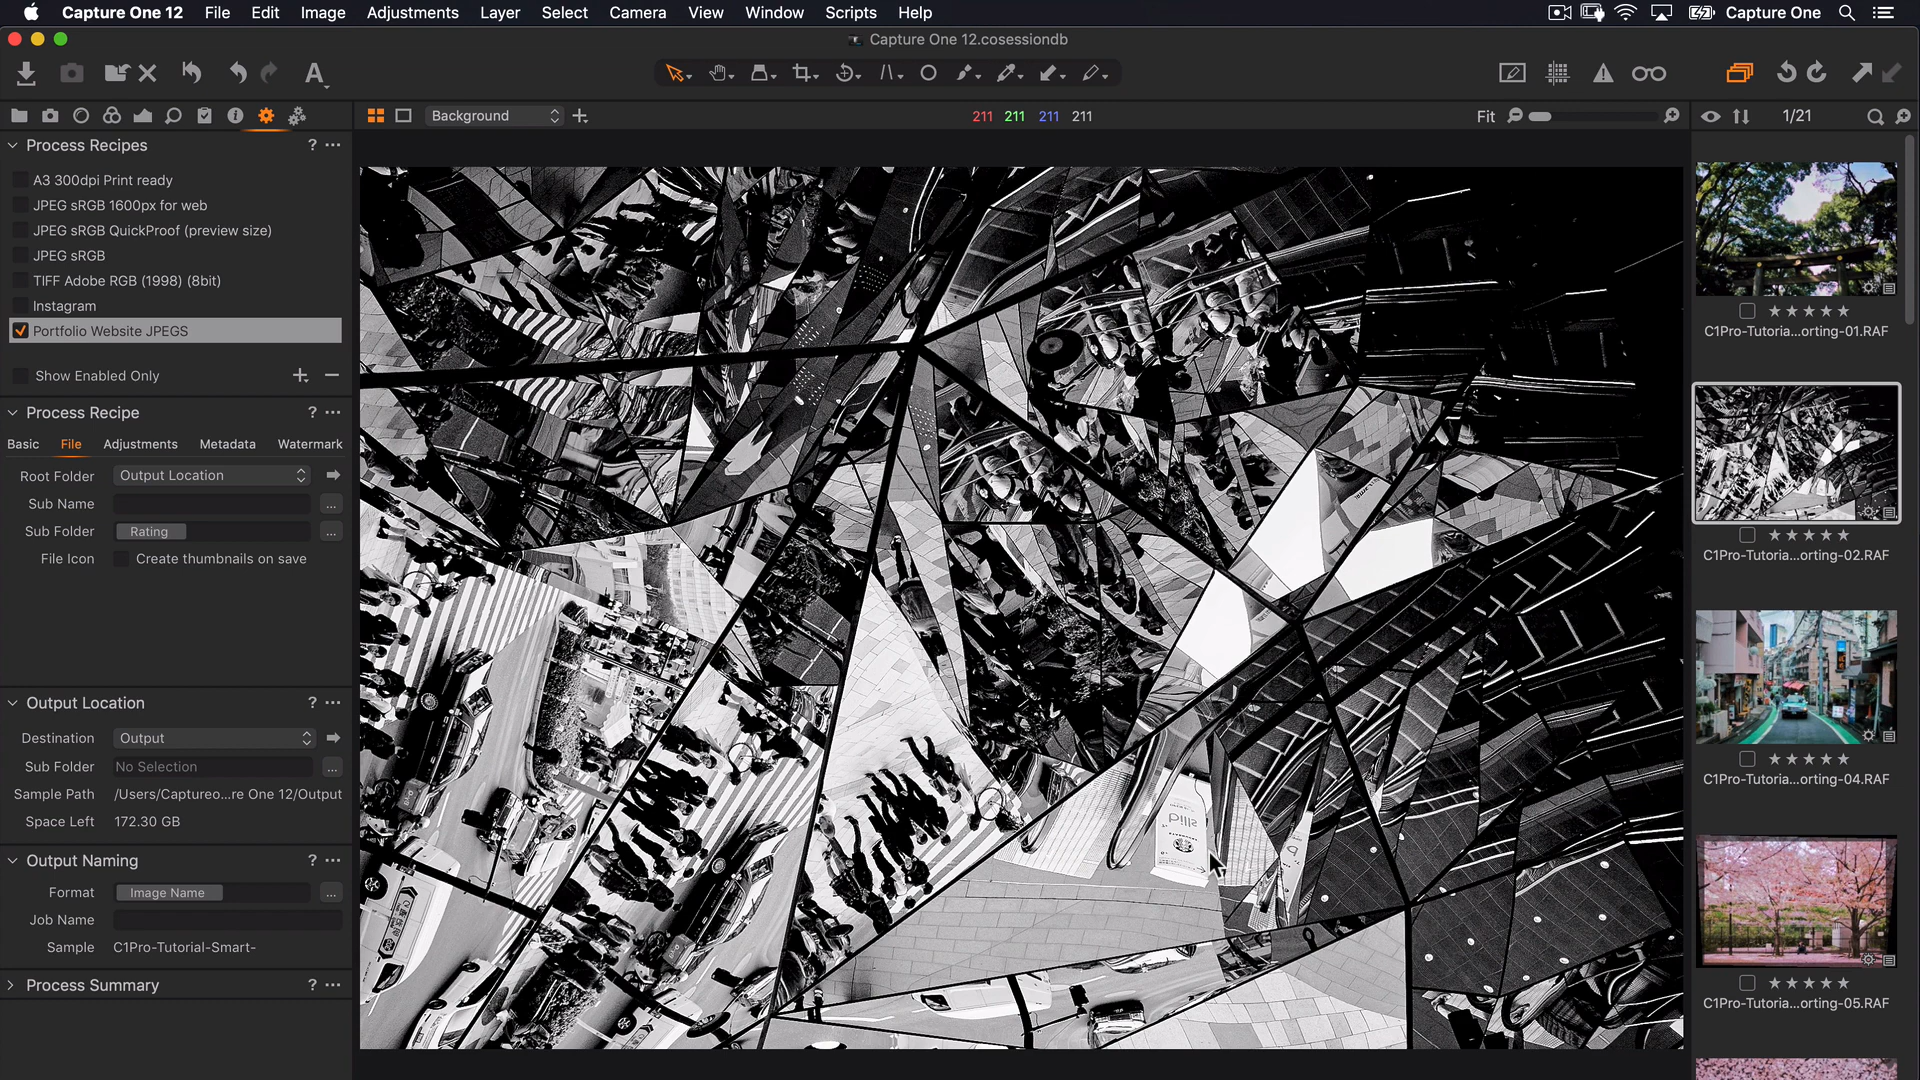 Capture One 12 File Edit Image Adjustments Layer Select Camera View Window Scripts Help Capture One
Capture One 12.cosessiondb
A
Background 211 211 211 211 Fit 1/21
Process Recipes ? ...
A3 300dpi Print ready
JPEG sRGB 1600px for web
JPEG sRGB QuickProof (preview size)
JPEG sRGB
TIFF Adobe RGB (1998) (8bit)
Instagram
Portfolio Website JPEGS
Show Enabled Only
Process Recipe ? ...
Basic File Adjustments Metadata Watermark
Root Folder Output Location
Sub Name ...
Sub Folder Rating ...
File Icon Create thumbnails on save
Output Location ? ...
Destination Output
Sub Folder No Selection ...
Sample Path /Users/Captureo...re One 12/Output
Space Left 172.30 GB
Output Naming ? ...
Format Image Name ...
Job Name
Sample C1Pro-Tutorial-Smart-
Process Summary ? ...
C1Pro-Tutoria...orting-01.RAF
C1Pro-Tutoria...orting-02.RAF
C1Pro-Tutoria...orting-04.RAF
C1Pro-Tutoria...orting-05.RAF